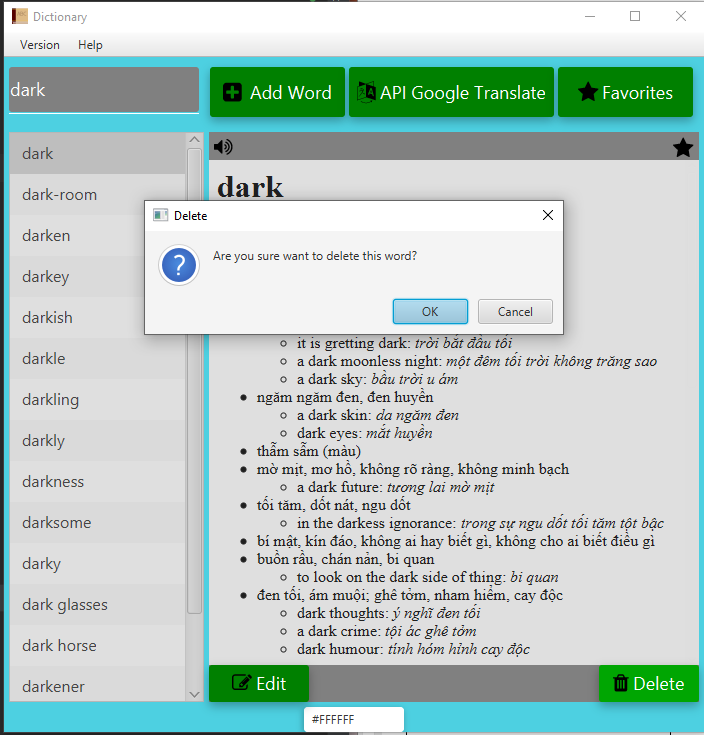 Dictionary
Version Help
dark
Add Word
API Google Translate
Favorites
dark
dark-room
darken
darkey
darkish
darkle
darkling
darkly
darkness
darksome
darky
dark glasses
dark horse
darkener
dark
Delete
Are you sure want to delete this word?
OK Cancel
it is gretting dark: trời bắt đầu tối
a dark moonless night: một đêm tối trời không trăng sao
a dark sky: bầu trời u ám
ngăm ngăm đen, đen huyền
a dark skin: da ngăm đen
dark eyes: mắt huyền
thẫm sẫm (màu)
mờ mịt, mơ hồ, không rõ ràng, không minh bạch
a dark future: tương lai mờ mịt
tối tăm, dốt nát, ngu dốt
in the darkess ignorance: trong sự ngu dốt tối tăm tột bậc
bí mật, kín đáo, không ai hay biết gì, không cho ai biết điều gì
buồn rầu, chán nản, bi quan
to look on the dark side of thing: bi quan
đen tối, ám muội; ghê tởm, nham hiểm, cay độc
dark thoughts: ý nghĩ đen tối
a dark crime: tội ác ghê tởm
dark humour: tính hóm hỉnh cay độc
Edit
Delete
#FFFFFF